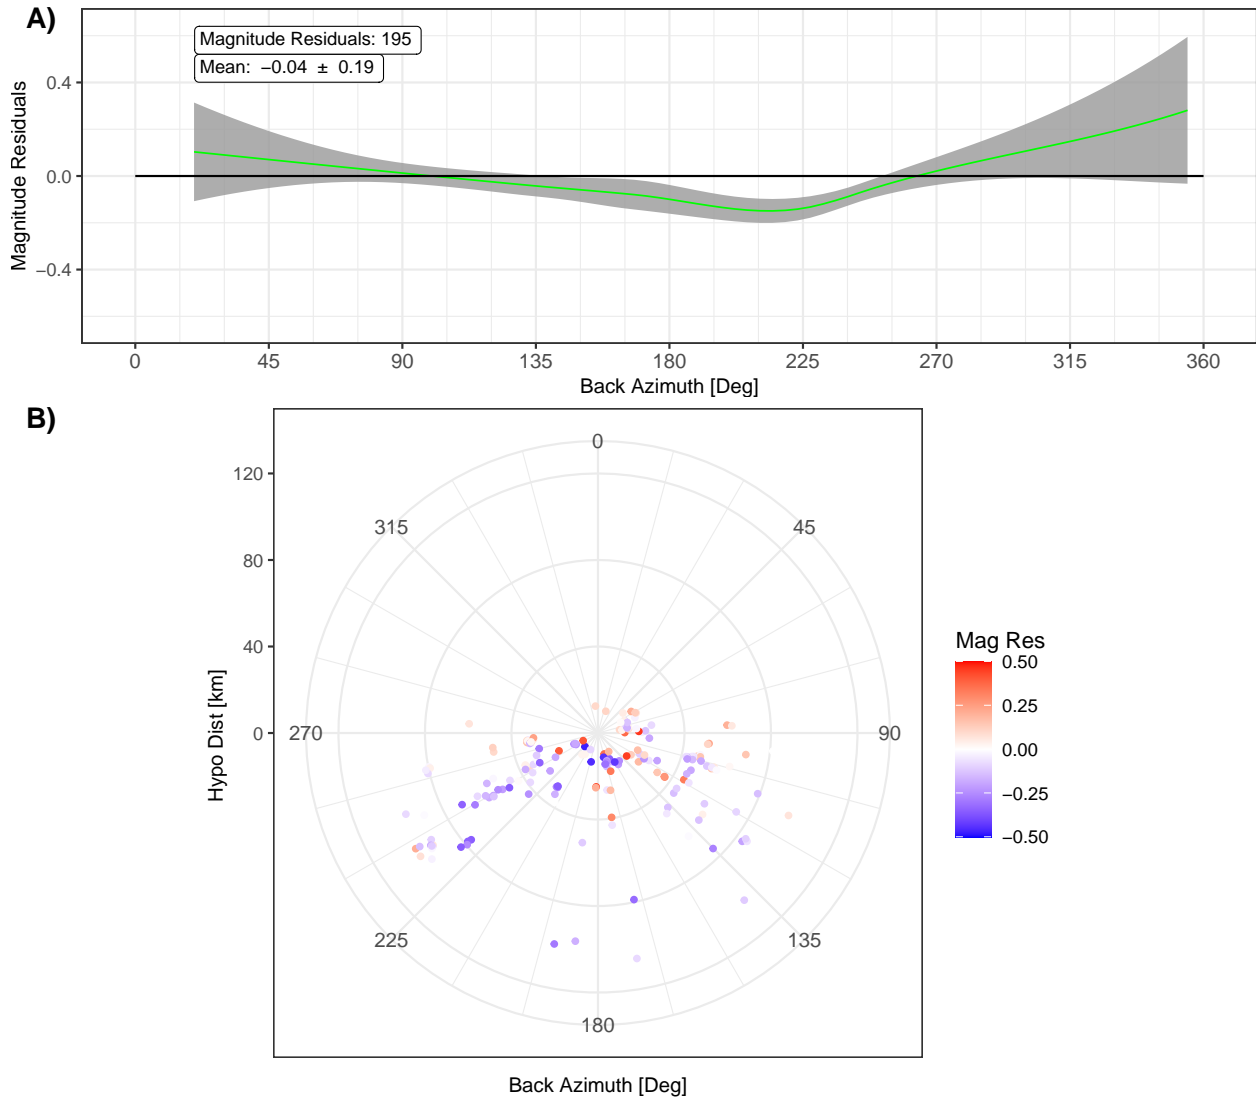 A)
Magnitude Residuals: 195
Mean: −0.04 ± 0.19
Magnitude Residuals
0.4
0.0
−0.4
0 45 90 135 180 225 270 315 360
Back Azimuth [Deg]
B)
Hypo Dist [km]
120
80
40
0
0
45
90
135
180
225
270
315
Back Azimuth [Deg]
Mag Res
0.50
0.25
0.00
−0.25
−0.50